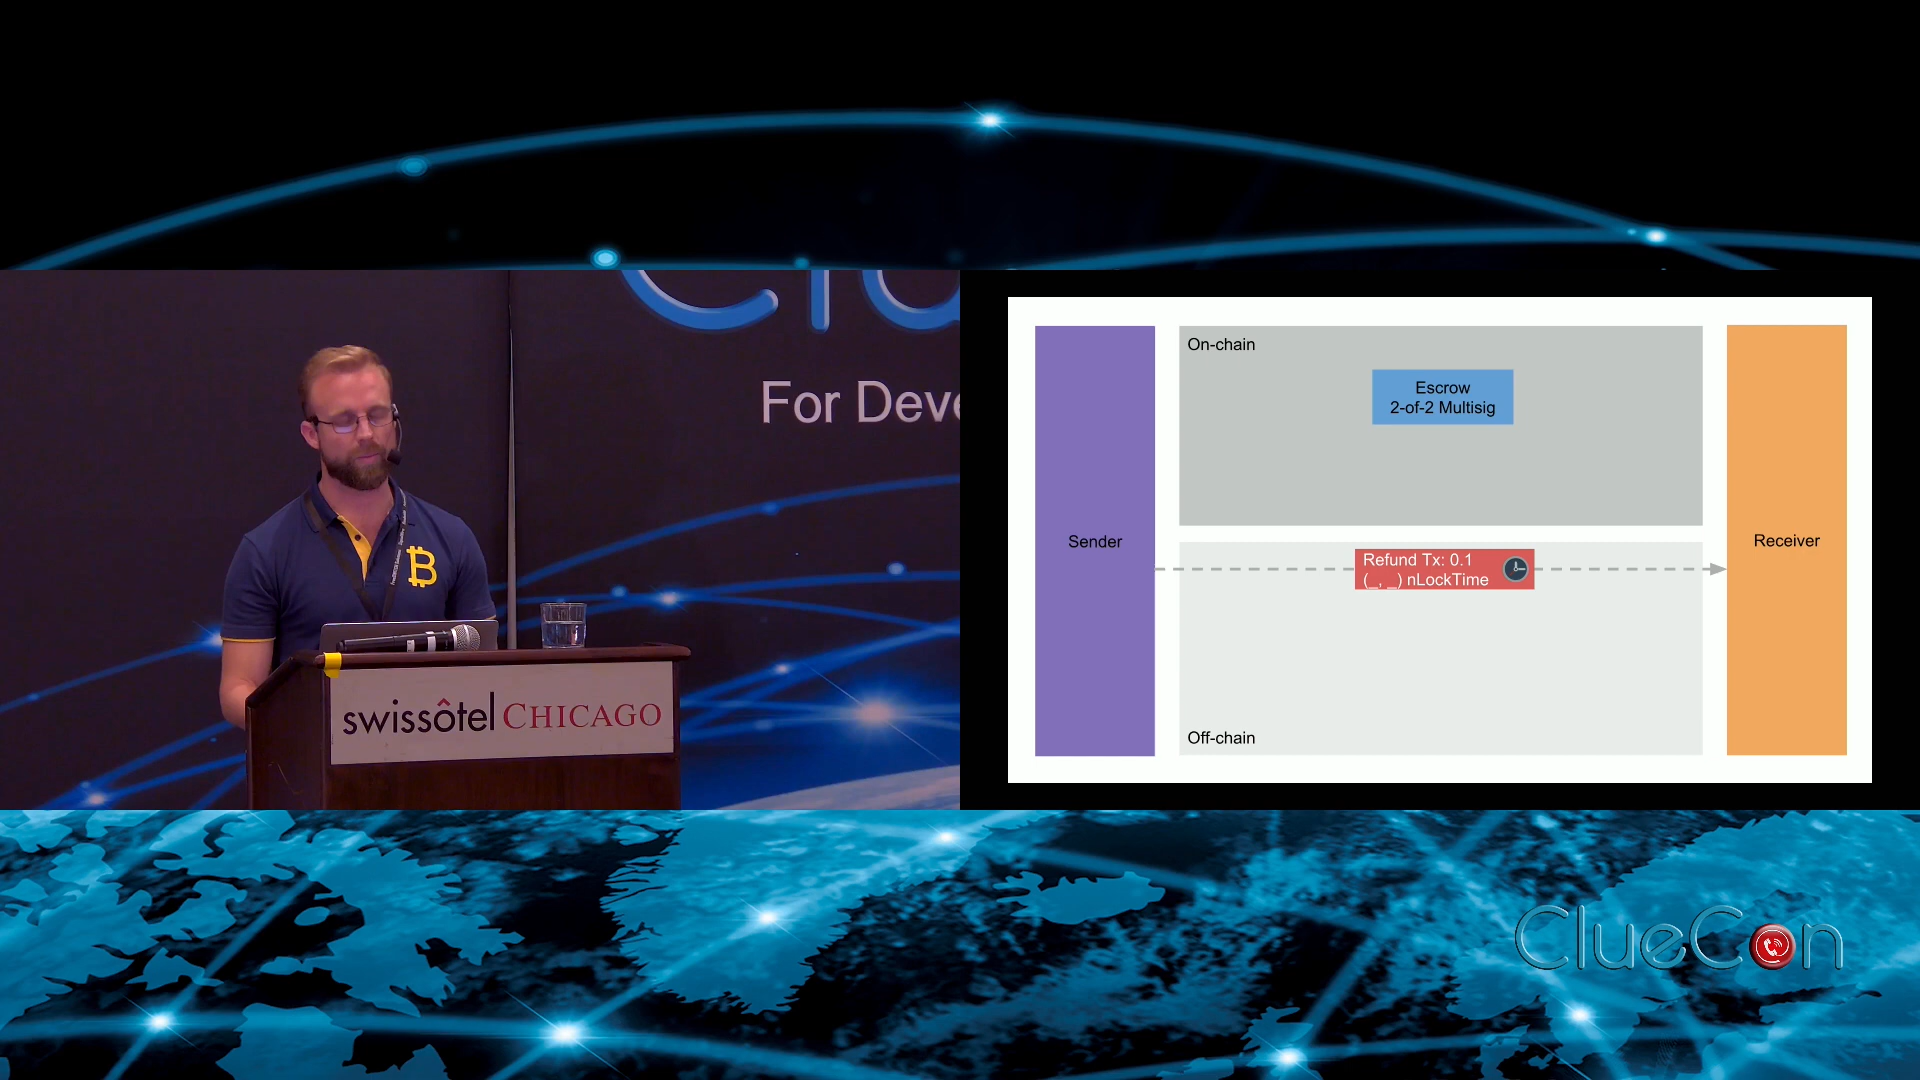 For Deve
B
swissôtel CHICAGO
On-chain
Escrow
2-of-2 Multisig
Sender
Refund Tx: 0.1
(_, _) nLockTime
Receiver
Off-chain
ClueCon